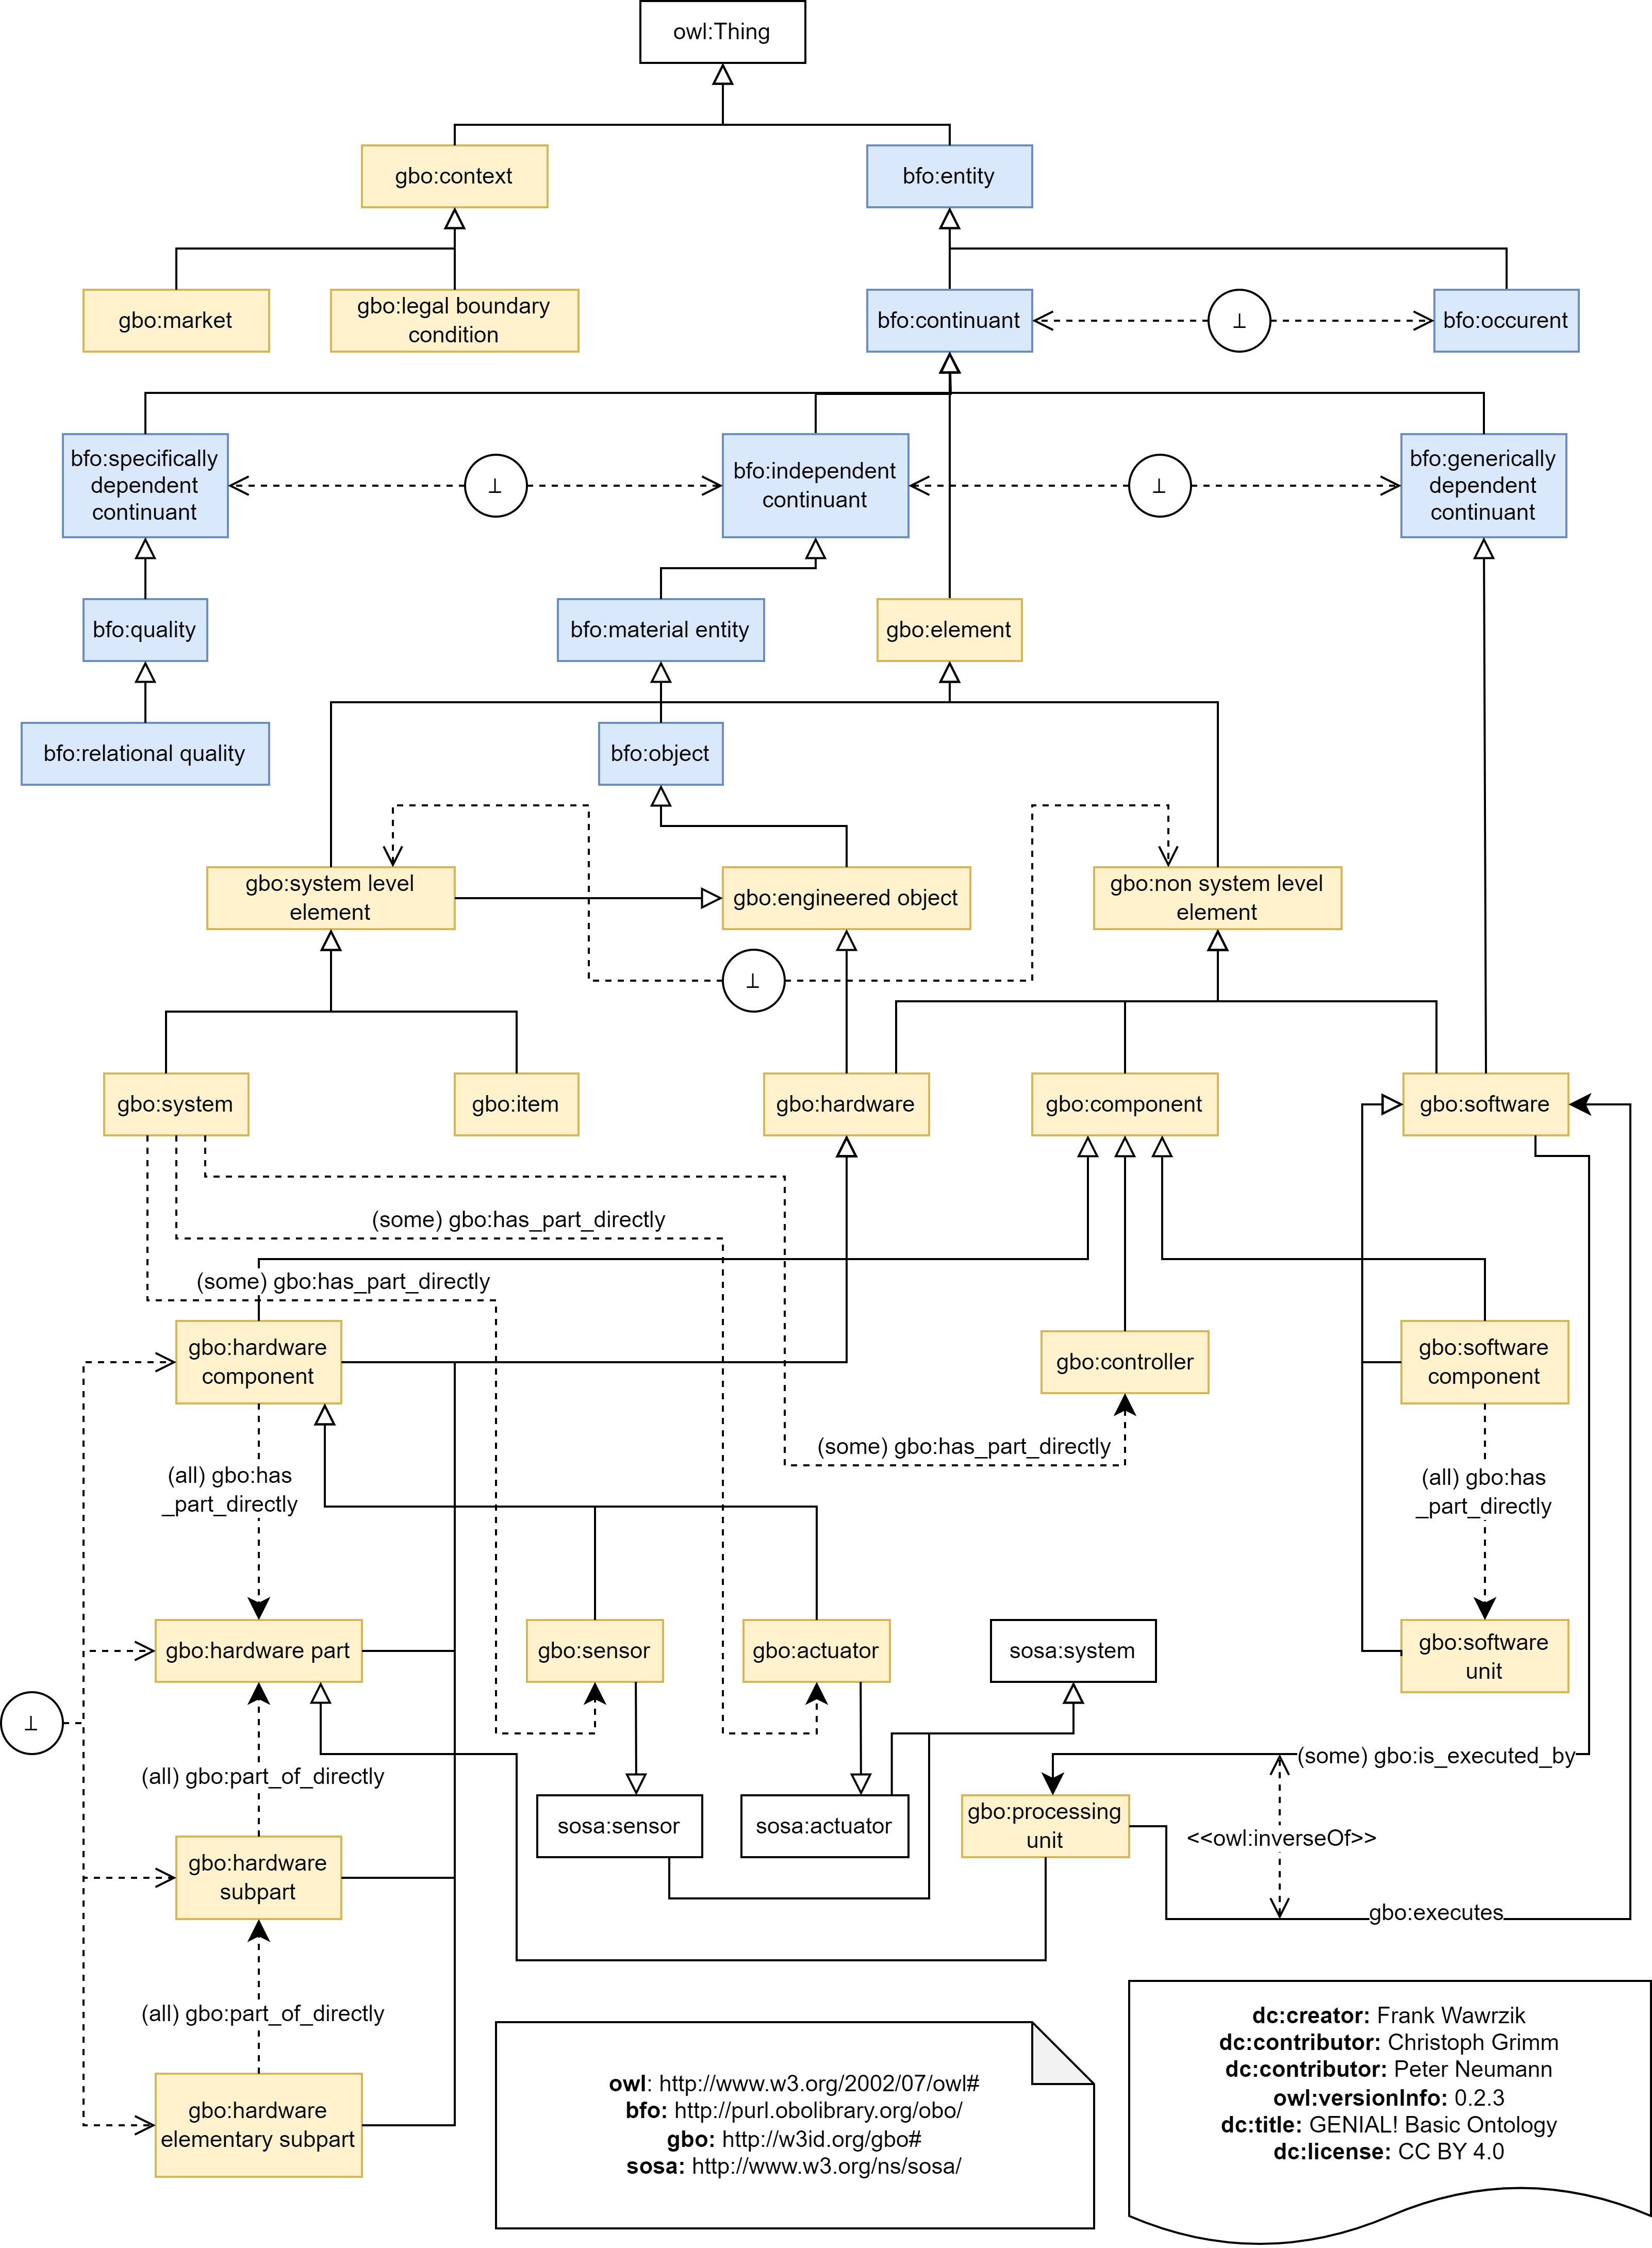 owl:Thing
gbo:context
bfo:entity
gbo:market
gbo:legal boundary
condition
bfo:continuant
⊥
bfo:occurent
bfo:specifically
dependent
continuant
⊥
bfo:independent
continuant
⊥
bfo:generically
dependent
continuant
bfo:quality
bfo:material entity
gbo:element
bfo:relational quality
bfo:object
gbo:system level
element
gbo:engineered object
gbo:non system level
element
⊥
gbo:system
gbo:item
gbo:hardware
gbo:component
gbo:software
(some) gbo:has_part_directly
(some) gbo:has_part_directly
gbo:hardware
component
gbo:controller
gbo:software
component
(some) gbo:has_part_directly
(all) gbo:has
_part_directly
(all) gbo:has
_part_directly
gbo:hardware part
gbo:sensor
gbo:actuator
sosa:system
gbo:software
unit
⊥
(some) gbo:is_executed_by
(all) gbo:part_of_directly
sosa:sensor
sosa:actuator
gbo:processing
unit
<<owl:inverseOf>>
gbo:hardware
subpart
gbo:executes
(all) gbo:part_of_directly
gbo:hardware
elementary subpart
owl: http://www.w3.org/2002/07/owl#
bfo: http://purl.obolibrary.org/obo/
gbo: http://w3id.org/gbo#
sosa: http://www.w3.org/ns/sosa/
dc:creator: Frank Wawrzik
dc:contributor: Christoph Grimm
dc:contributor: Peter Neumann
owl:versionInfo: 0.2.3
dc:title: GENIAL! Basic Ontology
dc:license: CC BY 4.0